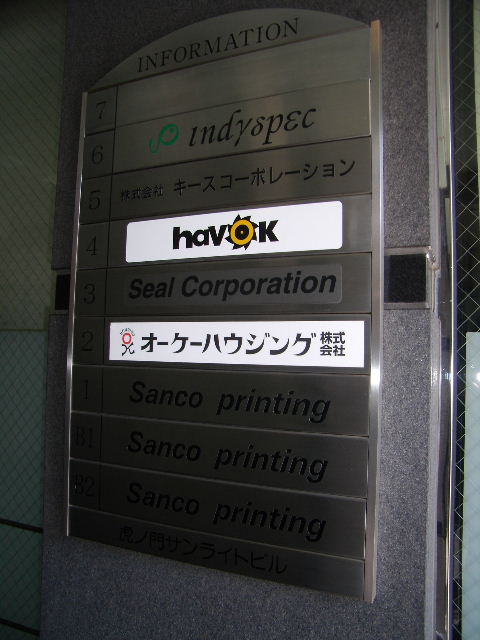 INFORMATION
7
6 indyspec
5 株式会社 キースコーポレーション
4 havok
3 Seal Corporation
2 オーケーハウジング 株式会社
1 Sanco printing
B1 Sanco printing
B2 Sanco printing
虎ノ門サンライトビル